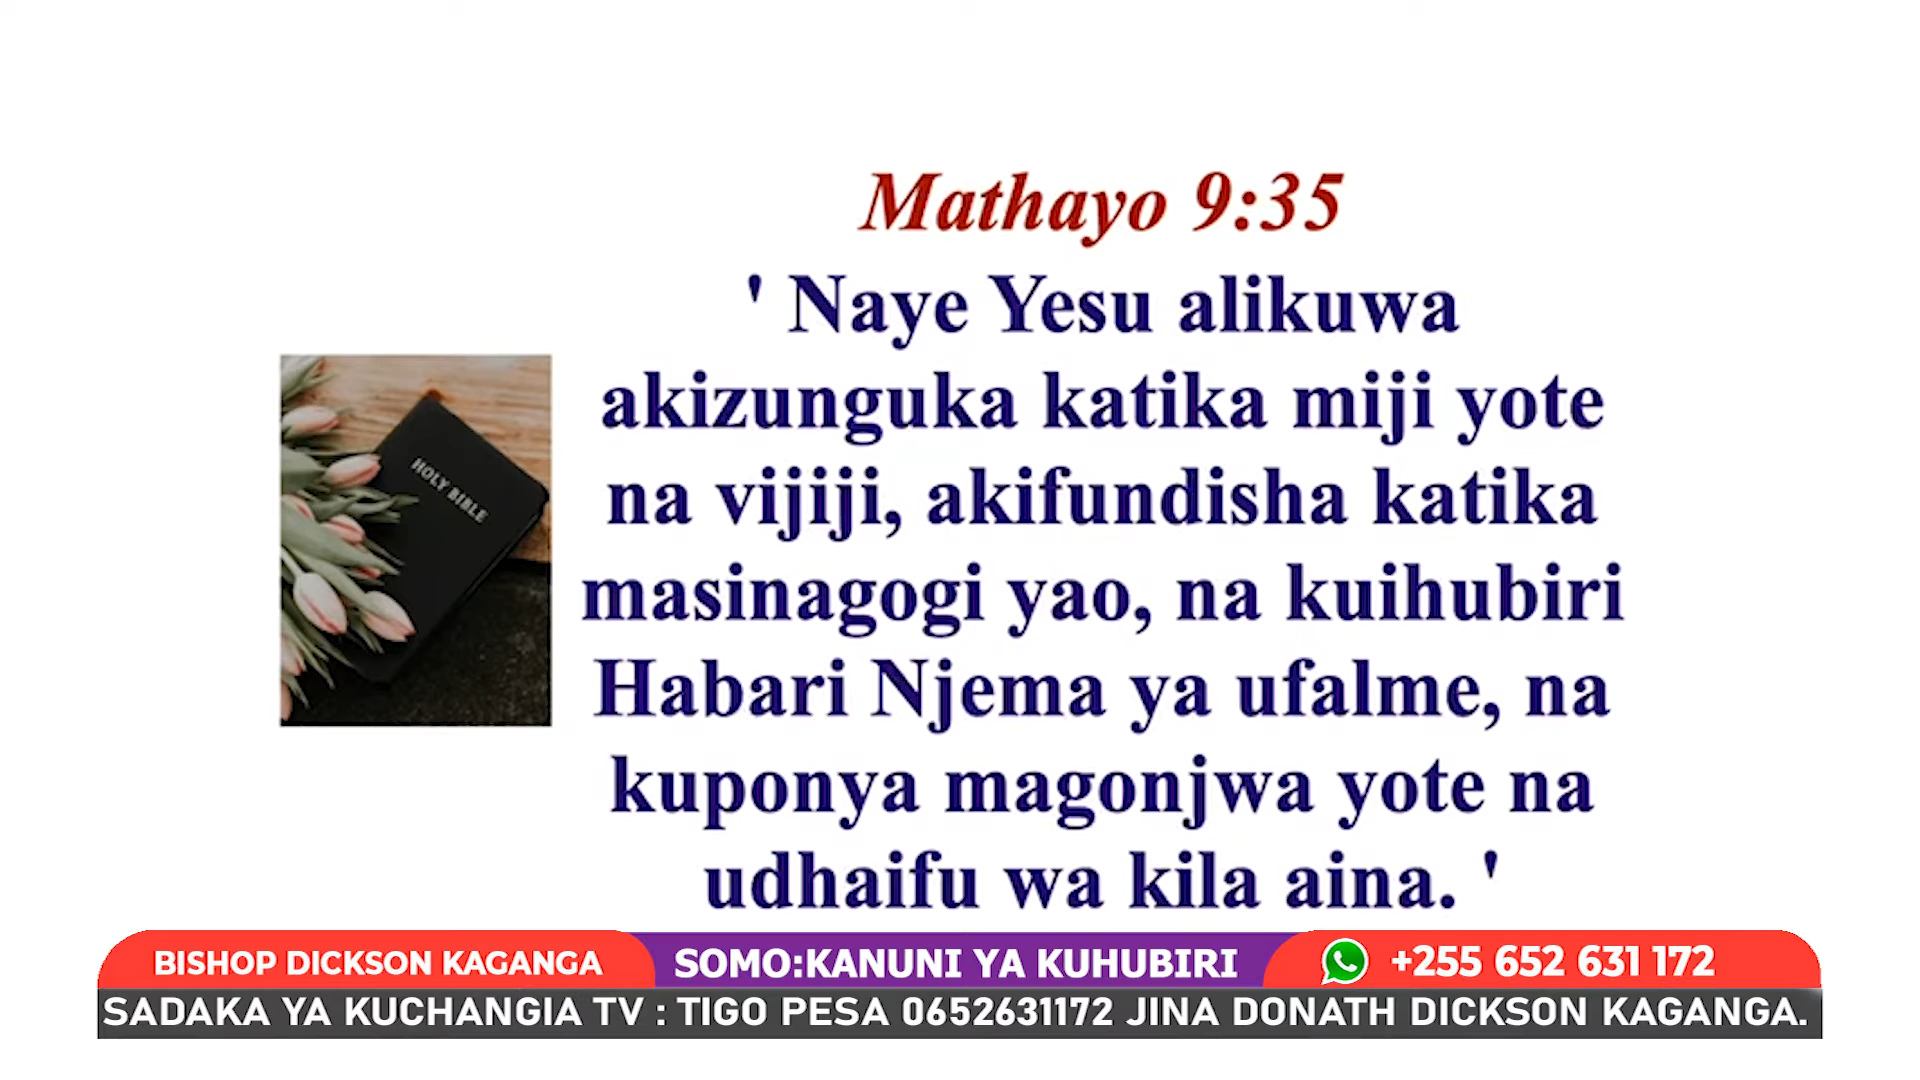 Mathayo 9:35
' Naye Yesu alikuwa
akizunguka katika miji yote
na vijiji, akifundisha katika
masinagogi yao, na kuihubiri
Habari Njema ya ufalme, na
kuponya magonjwa yote na
udhaifu wa kila aina. '
HOLY BIBLE
BISHOP DICKSON KAGANGA
SOMO:KANUNI YA KUHUBIRI
+255 652 631 172
SADAKA YA KUCHANGIA TV : TIGO PESA 0652631172 JINA DONATH DICKSON KAGANGA.